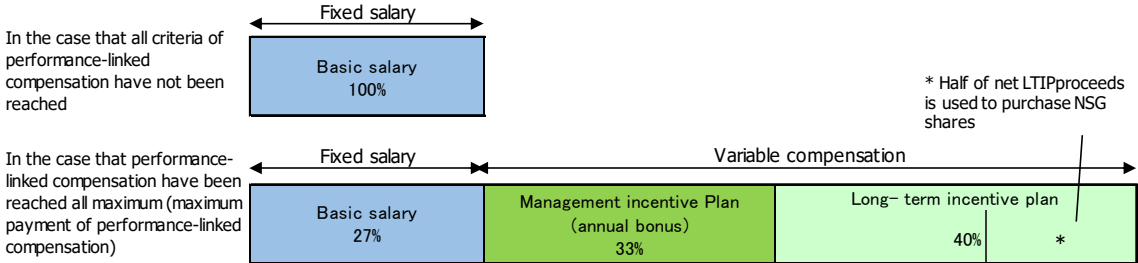 Fixed salary
In the case that all criteria of
performance-linked
compensation have not been
reached
Basic salary
100%
* Half of net LTIPproceeds
is used to purchase NSG
shares
In the case that performance-
linked compensation have been
reached all maximum (maximum
payment of performance-linked
compensation)
Fixed salary
Variable compensation
Basic salary
27%
Management incentive Plan
(annual bonus)
33%
Long- term incentive plan
40%
*